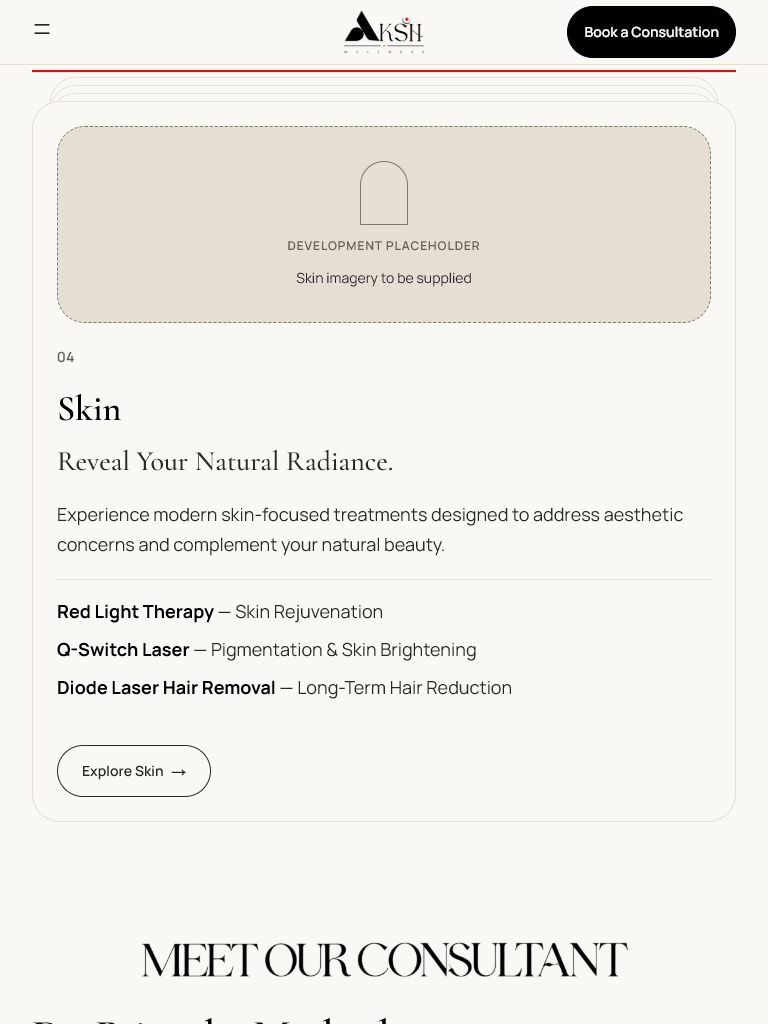 AKSH
WELLNESS
Book a Consultation
DEVELOPMENT PLACEHOLDER
Skin imagery to be supplied
04
Skin
Reveal Your Natural Radiance.
Experience modern skin-focused treatments designed to address aesthetic
concerns and complement your natural beauty.
Red Light Therapy — Skin Rejuvenation
Q-Switch Laser — Pigmentation & Skin Brightening
Diode Laser Hair Removal — Long-Term Hair Reduction
Explore Skin →
MEET OUR CONSULTANT